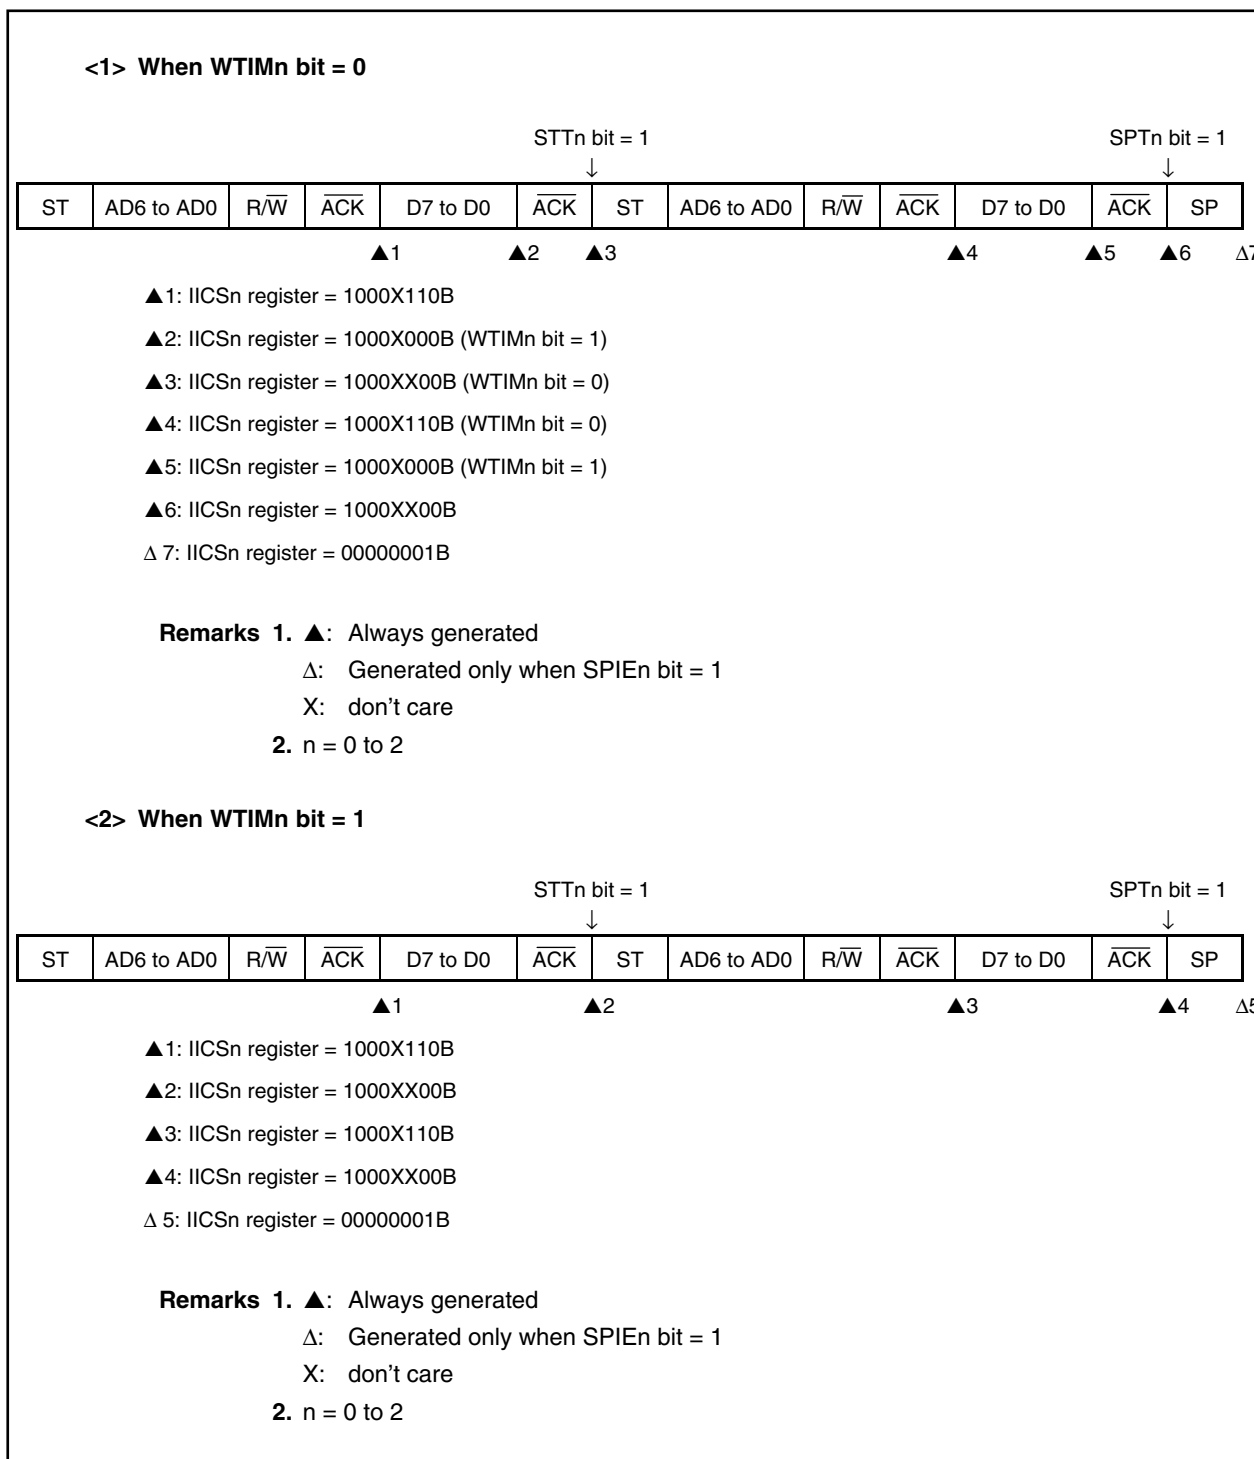 <1> When WTIMn bit = 0
STTn bit = 1 SPTn bit = 1
↓ ↓
ST AD6 to AD0 R/W̅ A̅C̅K̅ D7 to D0 A̅C̅K̅ ST AD6 to AD0 R/W̅ A̅C̅K̅ D7 to D0 A̅C̅K̅ SP
▲1 ▲2 ▲3 ▲4 ▲5 ▲6 Δ7
▲1: IICSn register = 1000X110B
▲2: IICSn register = 1000X000B (WTIMn bit = 1)
▲3: IICSn register = 1000XX00B (WTIMn bit = 0)
▲4: IICSn register = 1000X110B (WTIMn bit = 0)
▲5: IICSn register = 1000X000B (WTIMn bit = 1)
▲6: IICSn register = 1000XX00B
Δ 7: IICSn register = 00000001B
Remarks 1. ▲: Always generated
Δ: Generated only when SPIEn bit = 1
X: don't care
2. n = 0 to 2
<2> When WTIMn bit = 1
STTn bit = 1 SPTn bit = 1
↓ ↓
ST AD6 to AD0 R/W̅ A̅C̅K̅ D7 to D0 A̅C̅K̅ ST AD6 to AD0 R/W̅ A̅C̅K̅ D7 to D0 A̅C̅K̅ SP
▲1 ▲2 ▲3 ▲4 Δ5
▲1: IICSn register = 1000X110B
▲2: IICSn register = 1000XX00B
▲3: IICSn register = 1000X110B
▲4: IICSn register = 1000XX00B
Δ 5: IICSn register = 00000001B
Remarks 1. ▲: Always generated
Δ: Generated only when SPIEn bit = 1
X: don't care
2. n = 0 to 2